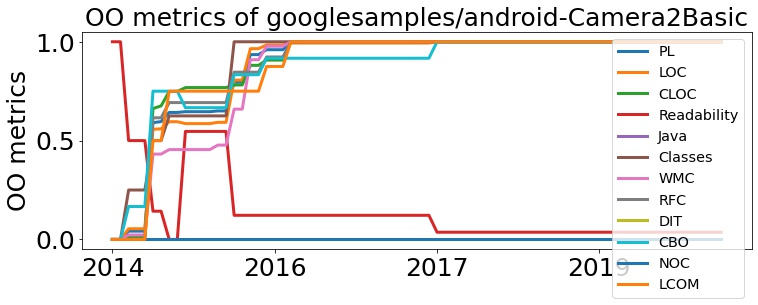 OO metrics of googlesamples/android-Camera2Basic
OO metrics
1.0
0.5
0.0
2014
2016
2017
2019
PL
LOC
CLOC
Readability
Java
Classes
WMC
RFC
DIT
CBO
NOC
LCOM